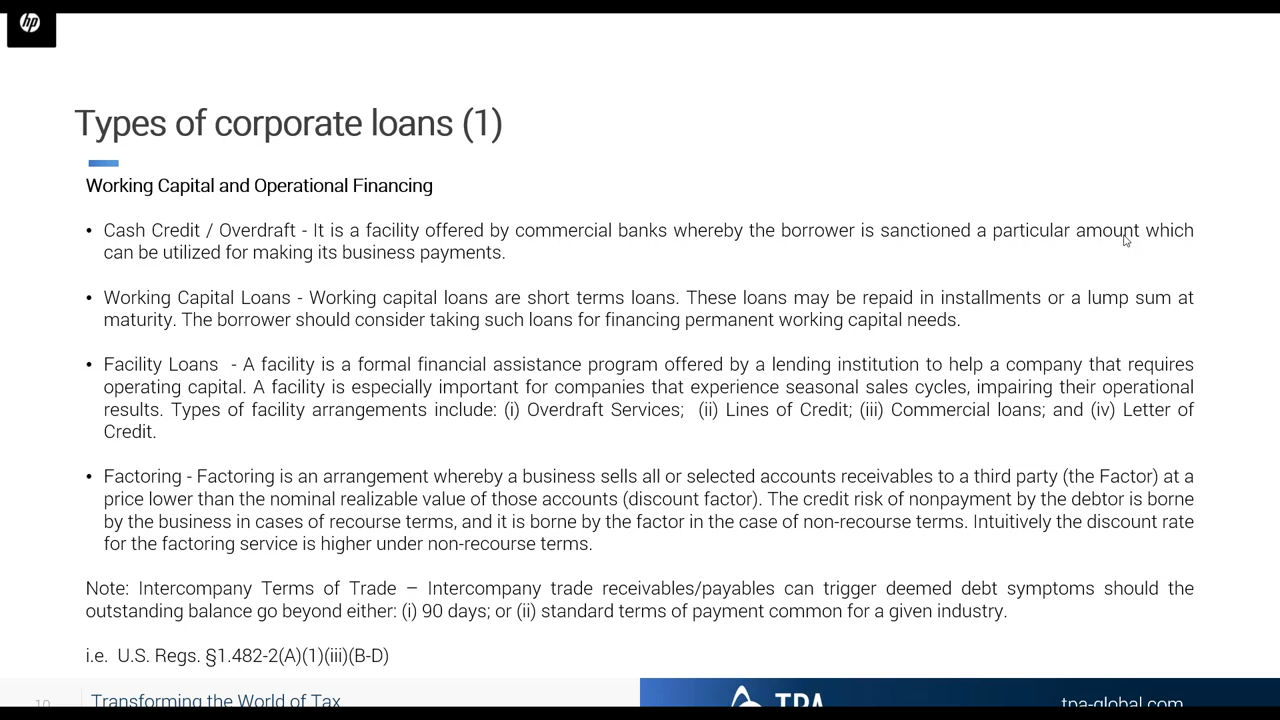 hp
Types of corporate loans (1)
Working Capital and Operational Financing
• Cash Credit / Overdraft - It is a facility offered by commercial banks whereby the borrower is sanctioned a particular amount which
can be utilized for making its business payments.
• Working Capital Loans - Working capital loans are short terms loans. These loans may be repaid in installments or a lump sum at
maturity. The borrower should consider taking such loans for financing permanent working capital needs.
• Facility Loans - A facility is a formal financial assistance program offered by a lending institution to help a company that requires
operating capital. A facility is especially important for companies that experience seasonal sales cycles, impairing their operational
results. Types of facility arrangements include: (i) Overdraft Services; (ii) Lines of Credit; (iii) Commercial loans; and (iv) Letter of
Credit.
• Factoring - Factoring is an arrangement whereby a business sells all or selected accounts receivables to a third party (the Factor) at a
price lower than the nominal realizable value of those accounts (discount factor). The credit risk of nonpayment by the debtor is borne
by the business in cases of recourse terms, and it is borne by the factor in the case of non-recourse terms. Intuitively the discount rate
for the factoring service is higher under non-recourse terms.
Note: Intercompany Terms of Trade – Intercompany trade receivables/payables can trigger deemed debt symptoms should the
outstanding balance go beyond either: (i) 90 days; or (ii) standard terms of payment common for a given industry.
i.e. U.S. Regs. §1.482-2(A)(1)(iii)(B-D)
10 Transforming the World of Tax
TPA
tpa-global.com